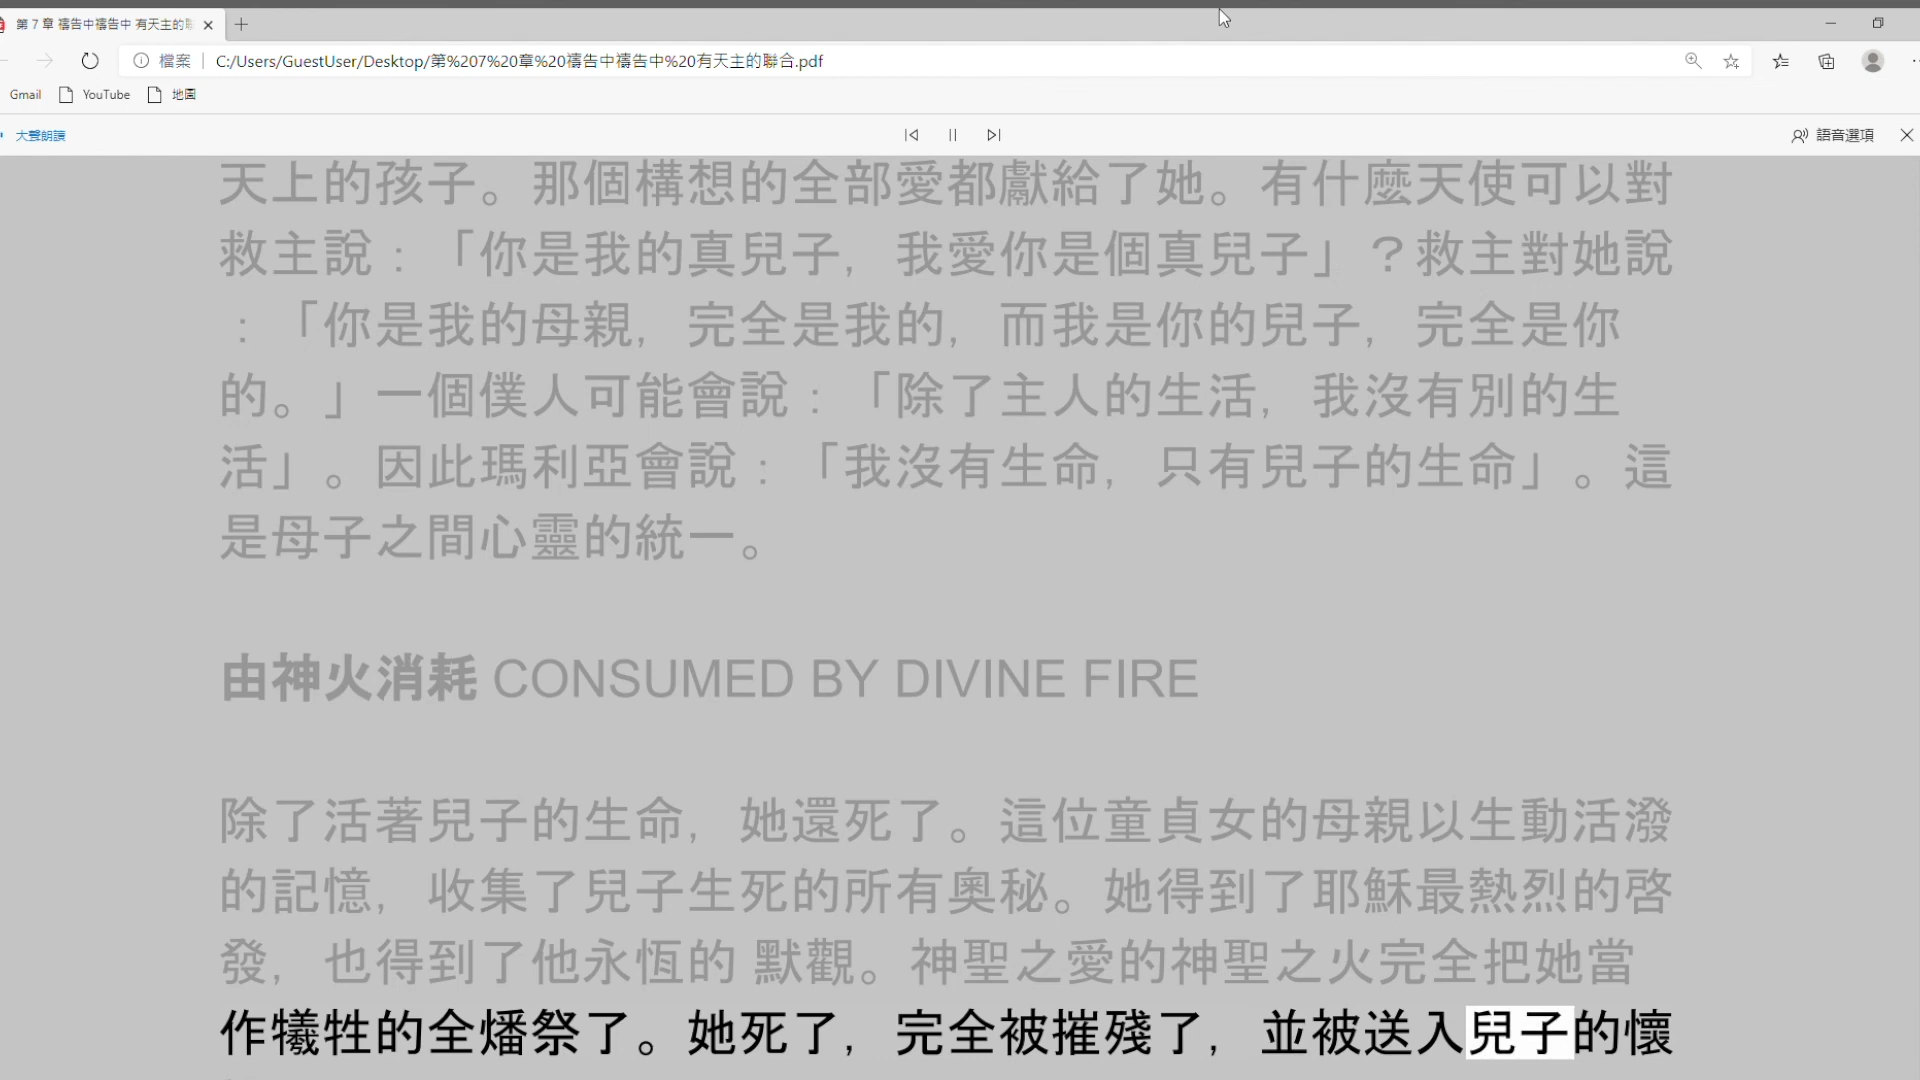 第 7 章 禱告中禱告中 有天主的聯
檔案 C:/Users/GuestUser/Desktop/第%207%20章%20禱告中禱告中%20有天主的聯合.pdf
Gmail YouTube 地圖
大聲朗讀 語音選項
天上的孩子。那個構想的全部愛都獻給了她。有什麼天使可以對
救主說：「你是我的真兒子，我愛你是個真兒子」？救主對她說
：「你是我的母親，完全是我的，而我是你的兒子，完全是你
的。」一個僕人可能會說：「除了主人的生活，我沒有別的生
活」。因此瑪利亞會說：「我沒有生命，只有兒子的生命」。這
是母子之間心靈的統一。
由神火消耗 CONSUMED BY DIVINE FIRE
除了活著兒子的生命，她還死了。這位童貞女的母親以生動活潑
的記憶，收集了兒子生死的所有奧秘。她得到了耶穌最熱烈的啓
發，也得到了他永恆的 默觀。神聖之愛的神聖之火完全把她當
作犧牲的全燔祭了。她死了，完全被摧殘了，並被送入兒子的懷